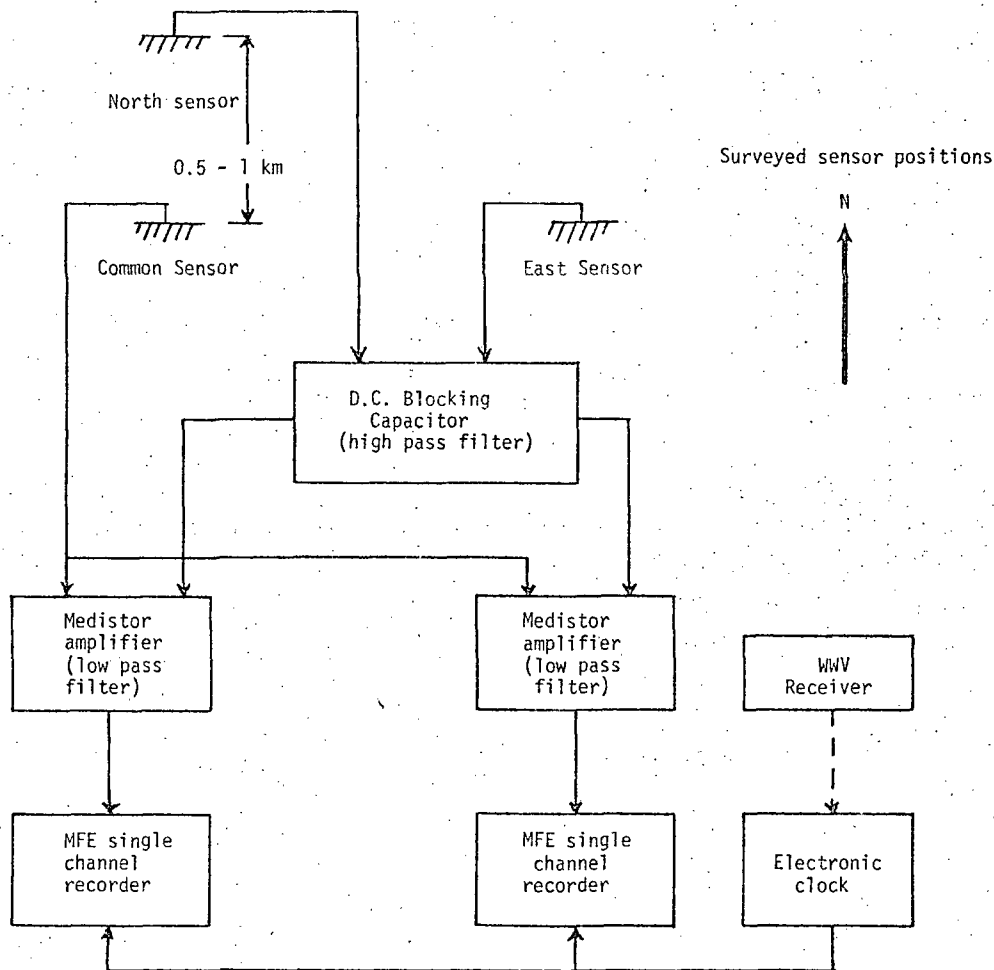 North sensor
0.5 - 1 km
Surveyed sensor positions
N
Common Sensor
East Sensor
D.C. Blocking
Capacitor
(high pass filter)
Medistor
amplifier
(low pass
filter)
Medistor
amplifier
(low pass
filter)
WWV
Receiver
MFE single
channel
recorder
MFE single
channel
recorder
Electronic
clock